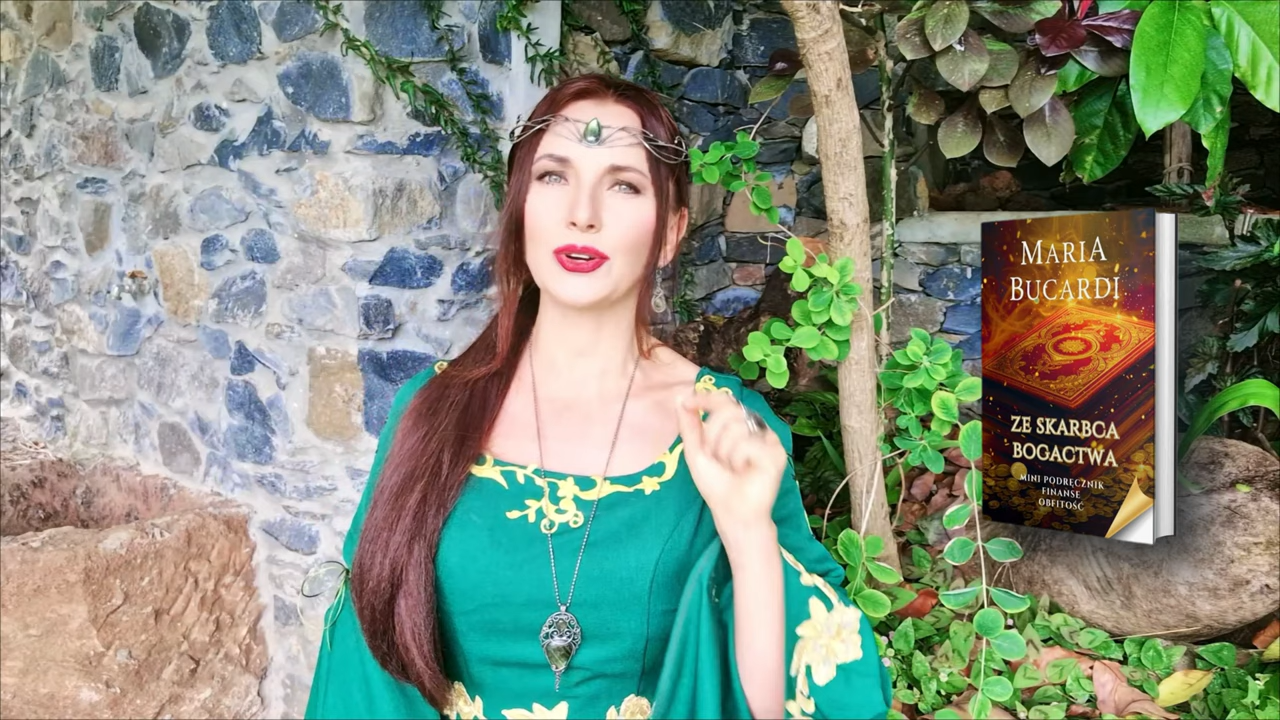 MARIA
BUCARDI
ZE SKARBCA
BOGACTWA
MINI PODRĘCZNIK
FINANSE
OBFITOŚĆ